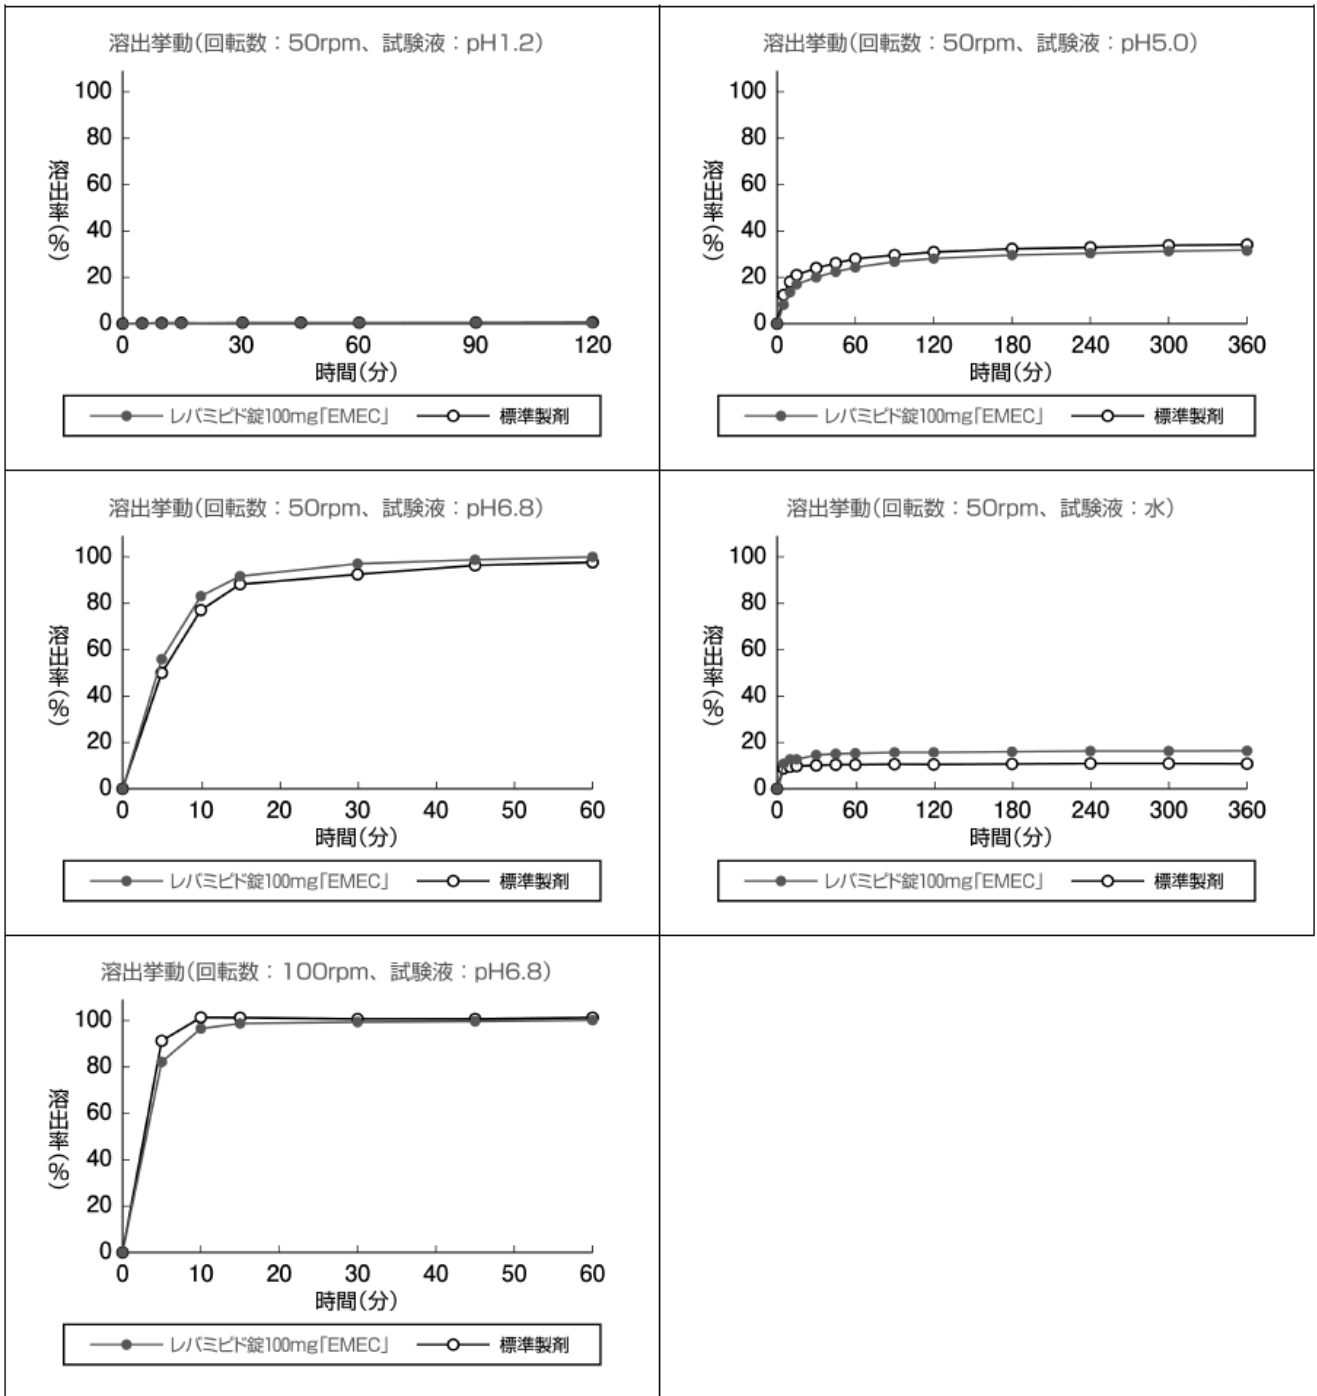 溶出挙動(回転数：50rpm、試験液：pH1.2)
100
80
60
40
20
0
溶出率(%)
0 30 60 90 120
時間(分)
レバミピド錠100mg「EMEC」 標準製剤
溶出挙動(回転数：50rpm、試験液：pH5.0)
100
80
60
40
20
0
溶出率(%)
0 60 120 180 240 300 360
時間(分)
レバミピド錠100mg「EMEC」 標準製剤
溶出挙動(回転数：50rpm、試験液：pH6.8)
100
80
60
40
20
0
溶出率(%)
0 10 20 30 40 50 60
時間(分)
レバミピド錠100mg「EMEC」 標準製剤
溶出挙動(回転数：50rpm、試験液：水)
100
80
60
40
20
0
溶出率(%)
0 60 120 180 240 300 360
時間(分)
レバミピド錠100mg「EMEC」 標準製剤
溶出挙動(回転数：100rpm、試験液：pH6.8)
100
80
60
40
20
0
溶出率(%)
0 10 20 30 40 50 60
時間(分)
レバミピド錠100mg「EMEC」 標準製剤